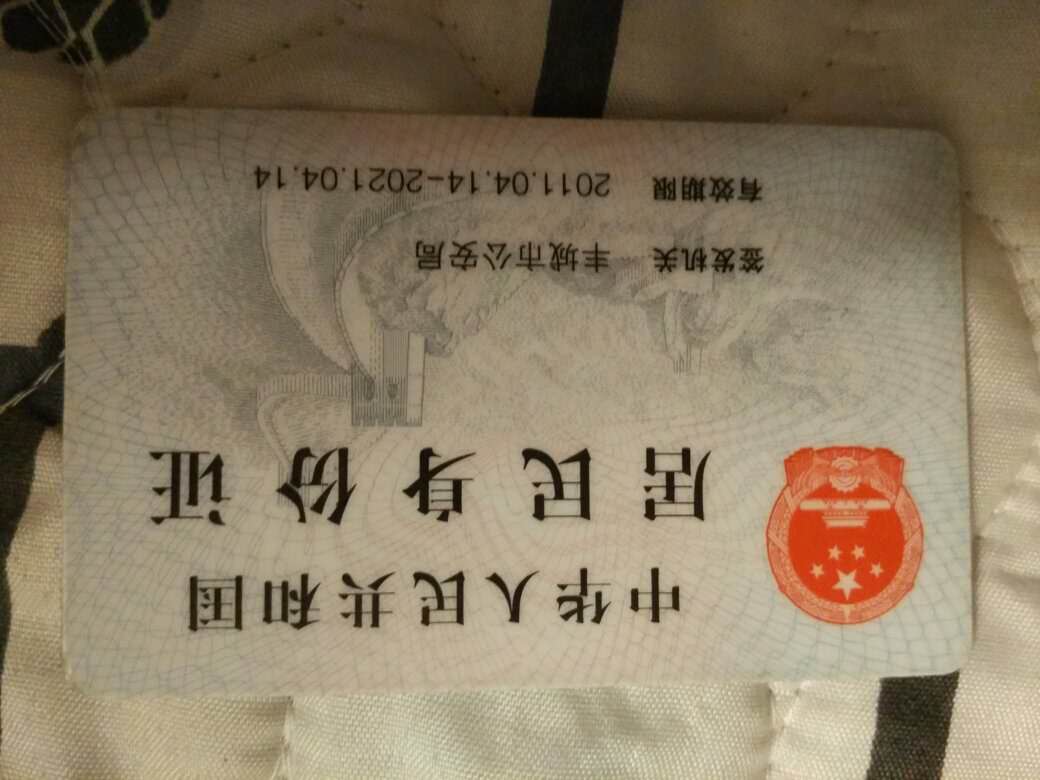 中华人民共和国
居民身份证
签发机关 丰城市公安局
有效期限 2011.04.14-2021.04.14